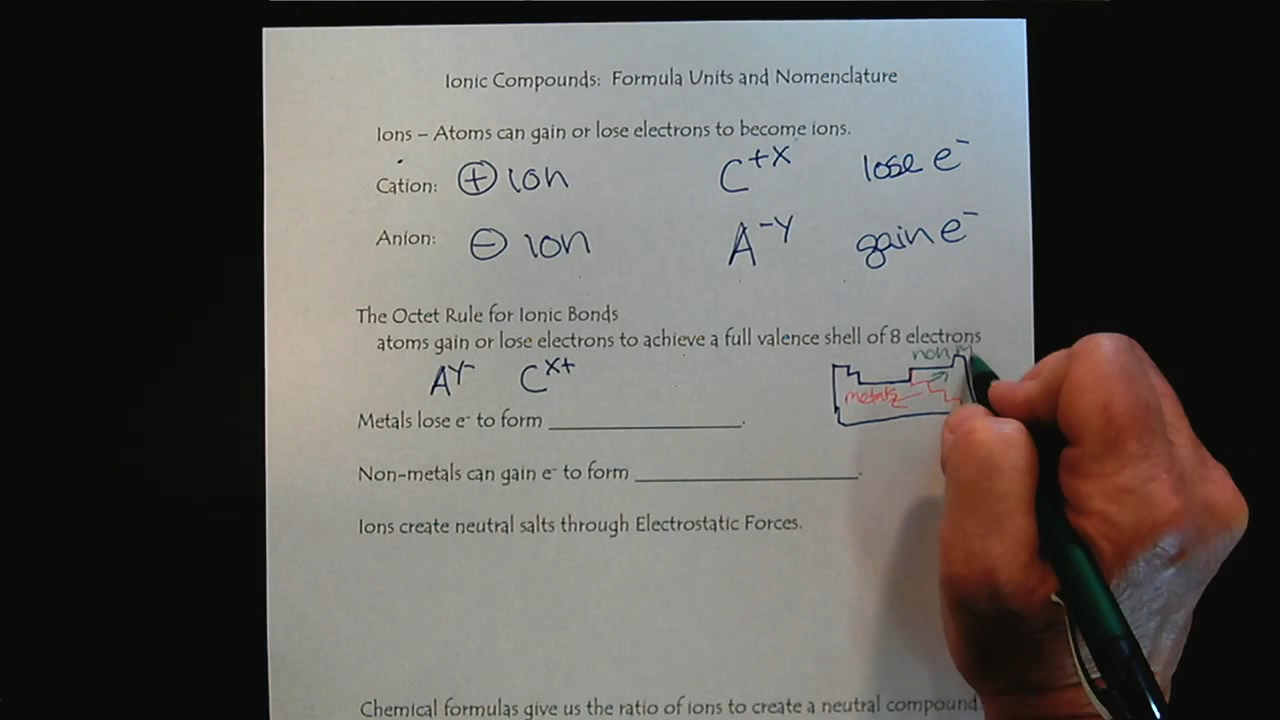 Ionic Compounds: Formula Units and Nomenclature
Ions – Atoms can gain or lose electrons to become ions.
Cation: ⊕ ion C⁺ˣ lose e⁻
Anion: ⊖ ion A⁻ʸ gain e⁻
The Octet Rule for Ionic Bonds
atoms gain or lose electrons to achieve a full valence shell of 8 electrons
non m
Aʸ⁻ Cˣ⁺
metals
Metals lose e⁻ to form ________________.
Non-metals can gain e⁻ to form ________________.
Ions create neutral salts through Electrostatic Forces.
Chemical formulas give us the ratio of ions to create a neutral compound